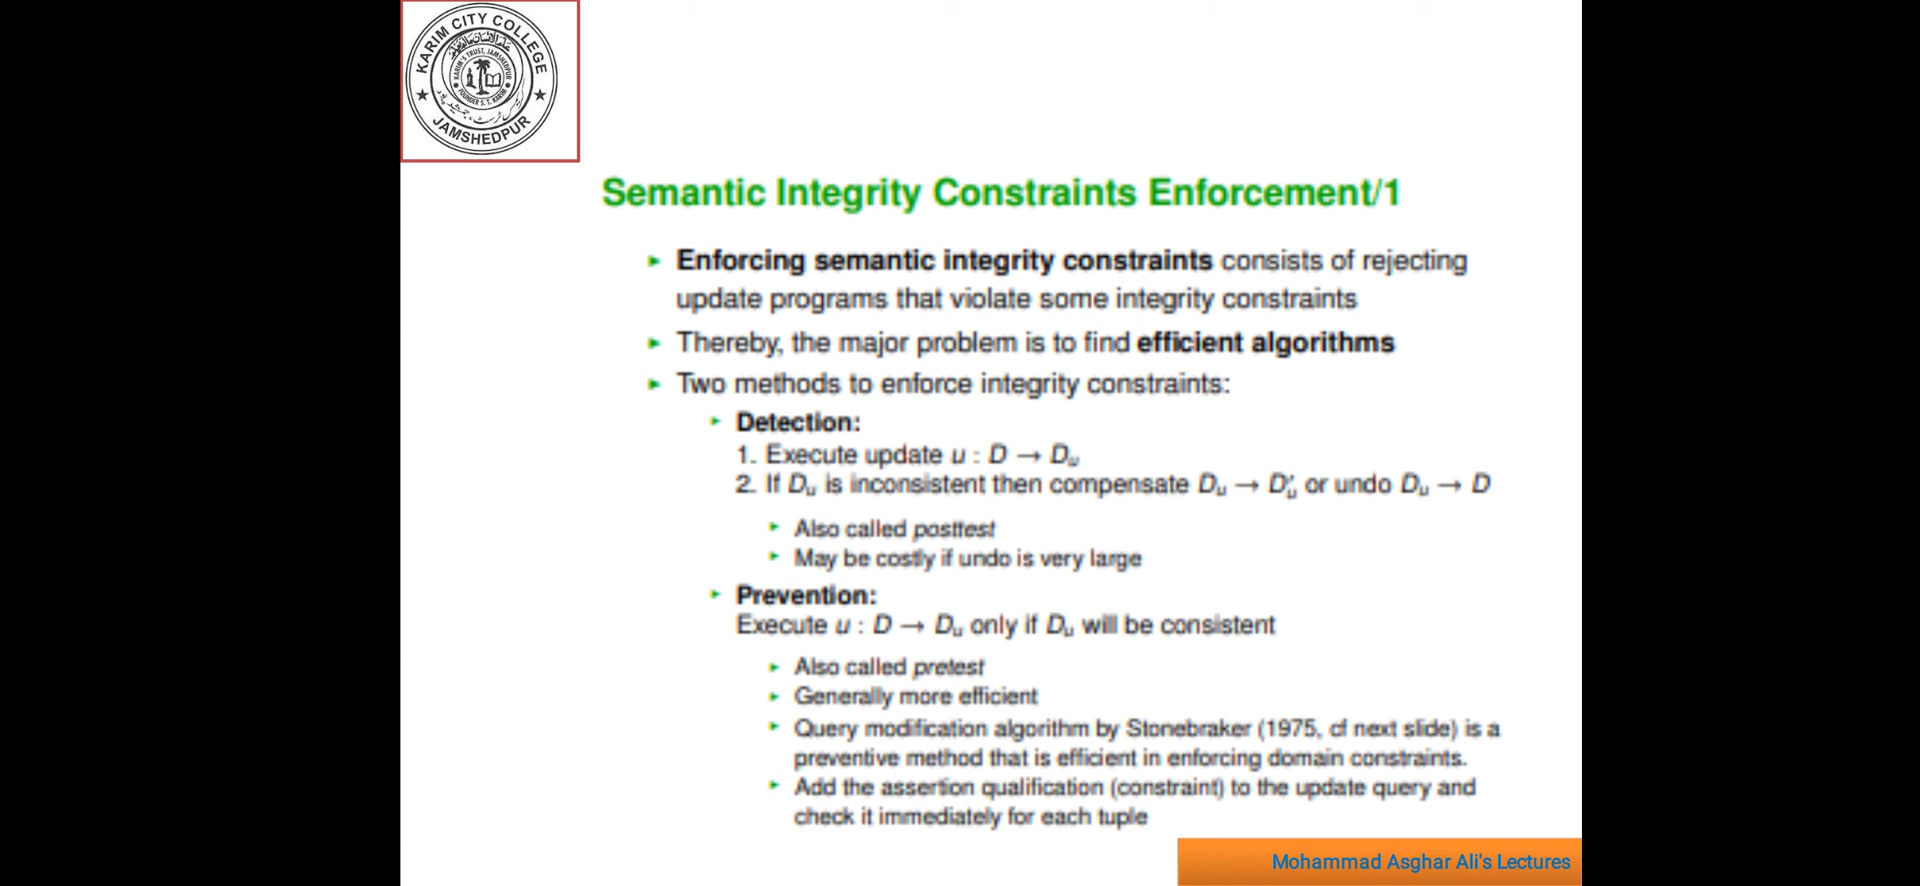 KARIM CITY COLLEGE
KARIM'S TRUST, JAMSHEDPUR
FOUNDER S. T. KARIM
JAMSHEDPUR
Semantic Integrity Constraints Enforcement/1
► Enforcing semantic integrity constraints consists of rejecting
update programs that violate some integrity constraints
► Thereby, the major problem is to find efficient algorithms
► Two methods to enforce integrity constraints:
► Detection:
1. Execute update u : D → Dᵤ
2. If Dᵤ is inconsistent then compensate Dᵤ → D′ᵤ or undo Dᵤ → D
► Also called posttest
► May be costly if undo is very large
► Prevention:
Execute u : D → Dᵤ only if Dᵤ will be consistent
► Also called pretest
► Generally more efficient
► Query modification algorithm by Stonebraker (1975, cf next slide) is a
preventive method that is efficient in enforcing domain constraints.
► Add the assertion qualification (constraint) to the update query and
check it immediately for each tuple
Mohammad Asghar Ali's Lectures